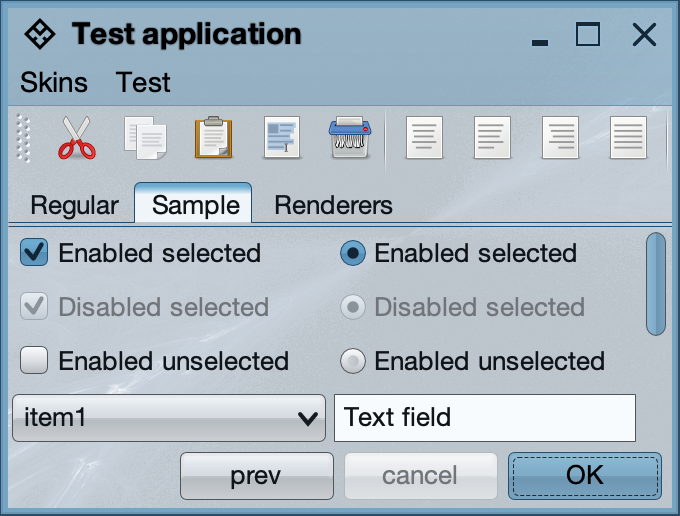 Test application
Skins Test
Regular Sample Renderers
Enabled selected Enabled selected
Disabled selected Disabled selected
Enabled unselected Enabled unselected
item1 Text field
prev cancel OK